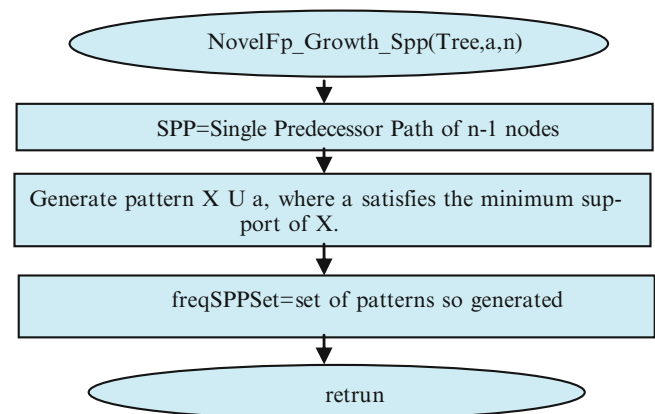 NovelFp_Growth_Spp(Tree,a,n)
SPP=Single Predecessor Path of n-1 nodes
Generate pattern X U a, where a satisfies the minimum sup-
port of X.
freqSPPSet=set of patterns so generated
retrun